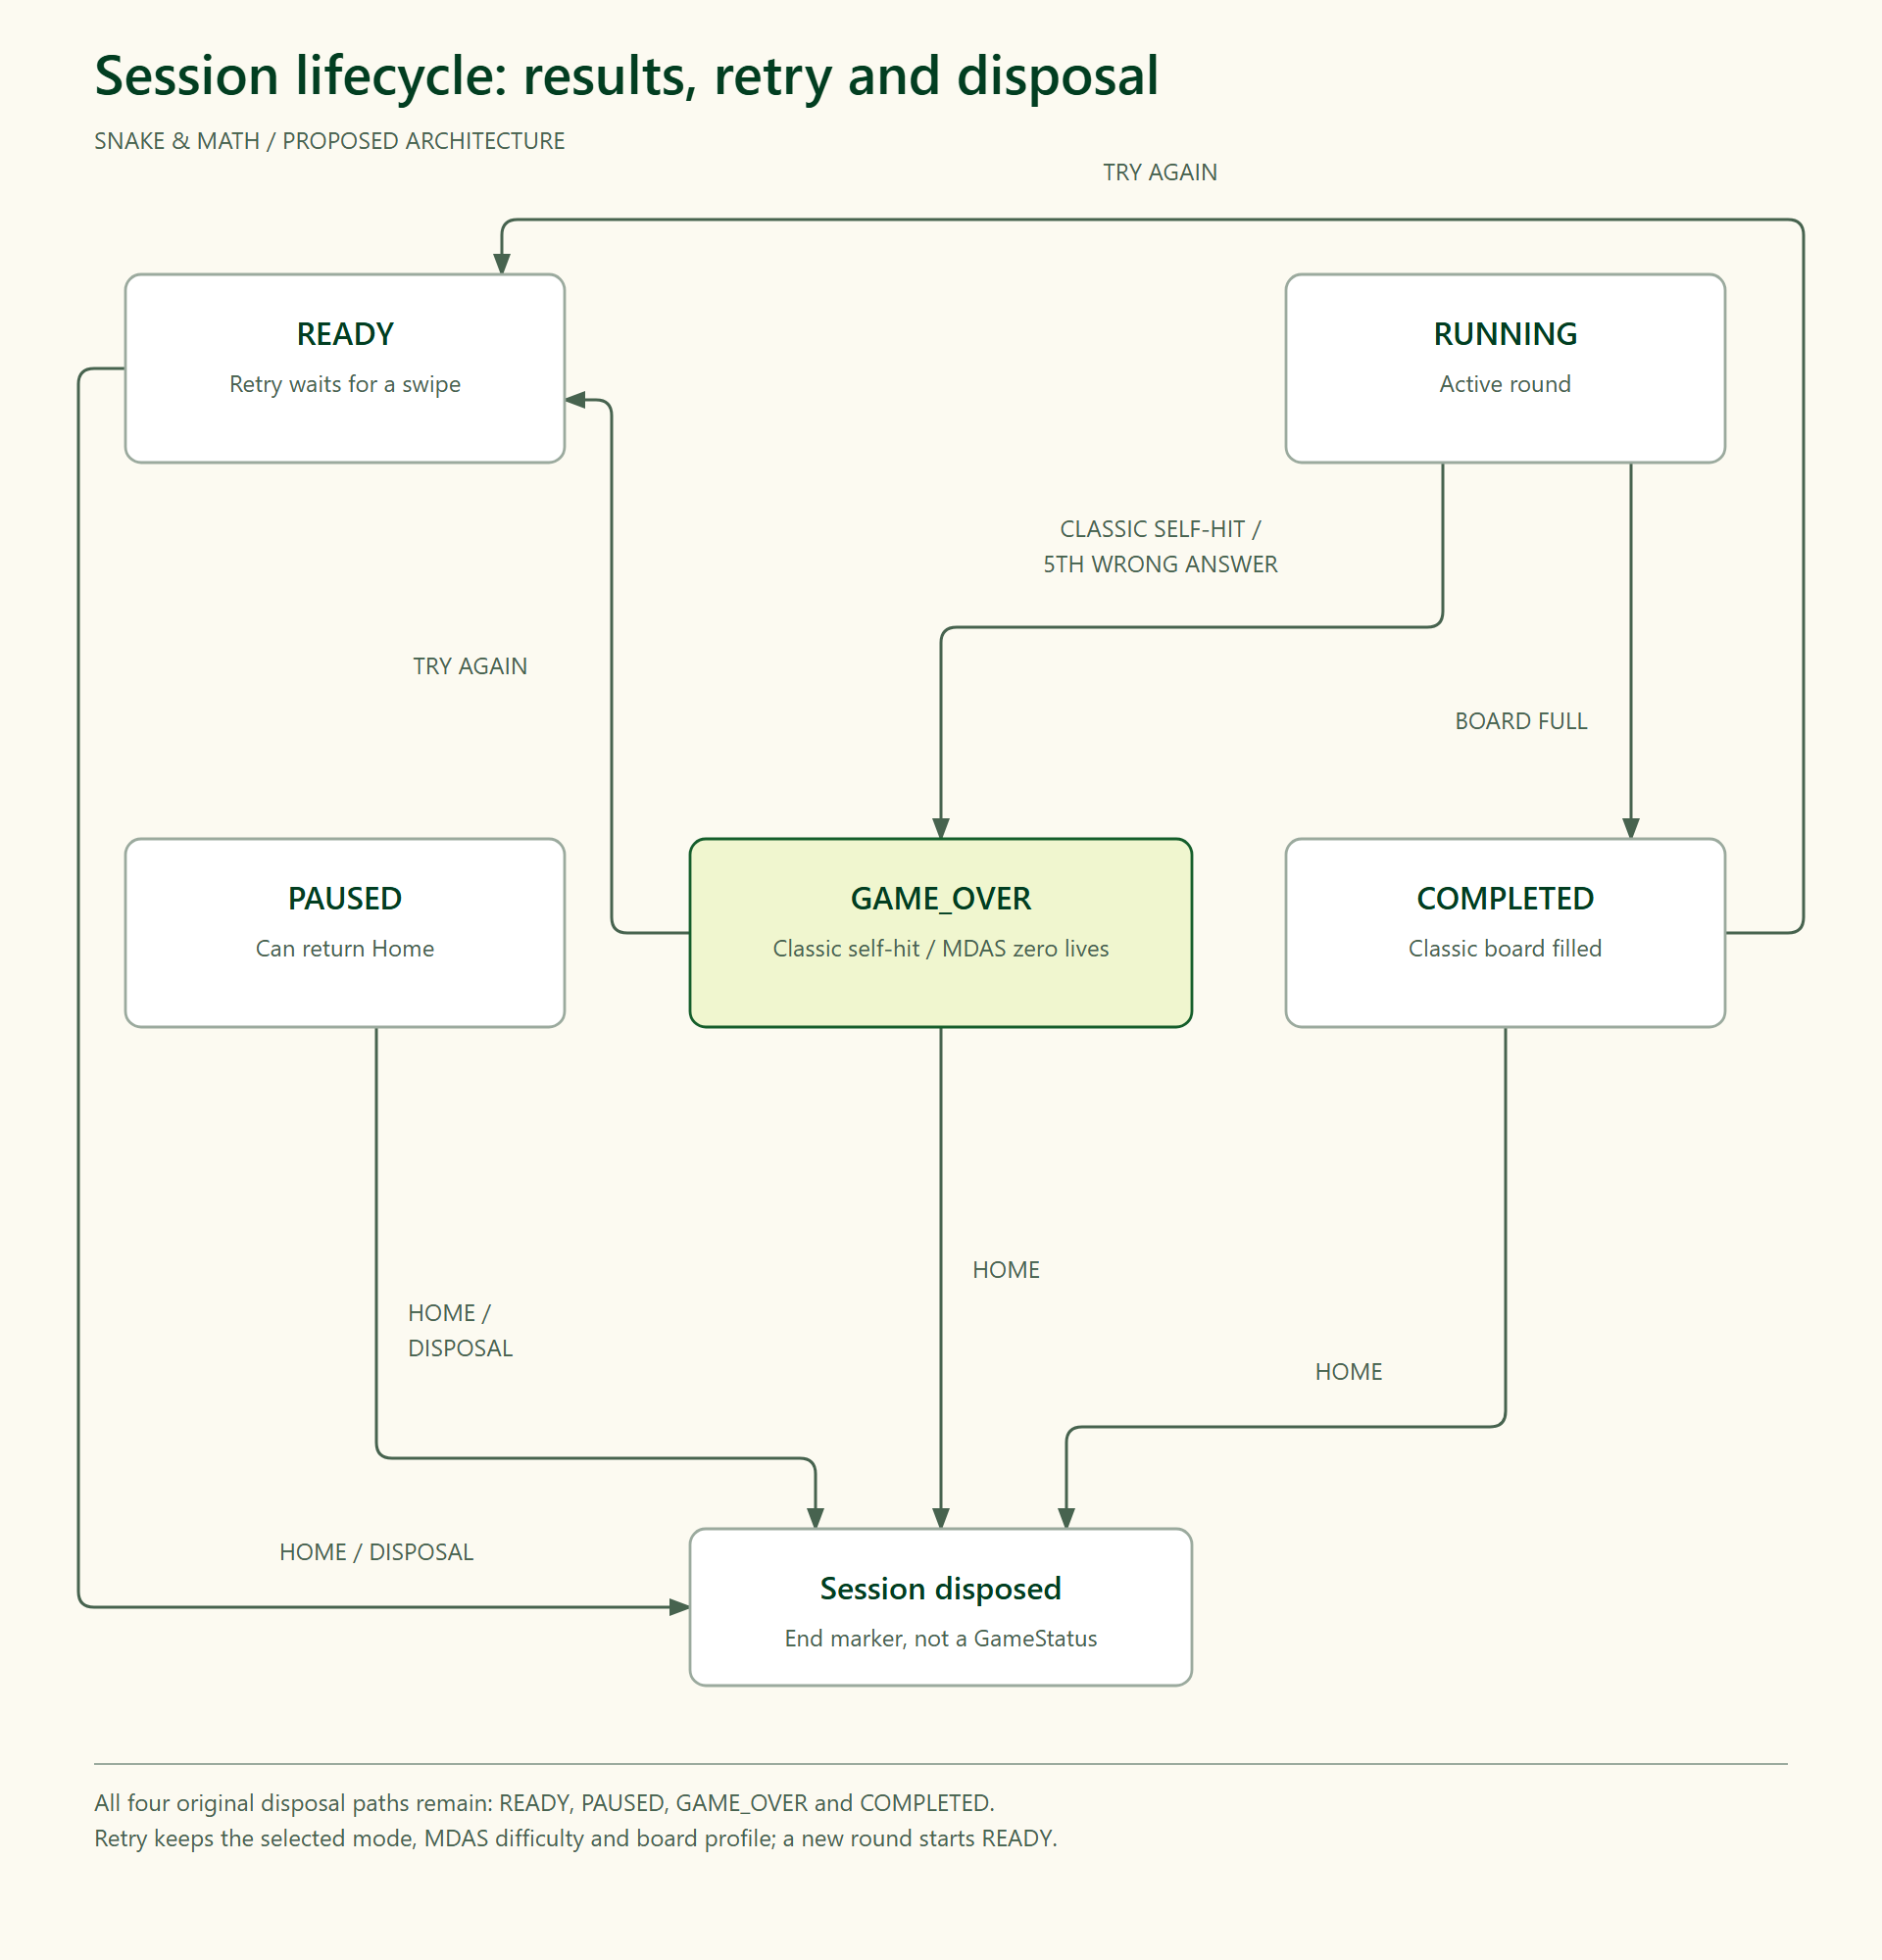 Session lifecycle: results, retry and disposal
SNAKE & MATH / PROPOSED ARCHITECTURE
TRY AGAIN
READY
Retry waits for a swipe
RUNNING
Active round
CLASSIC SELF-HIT /
5TH WRONG ANSWER
TRY AGAIN
BOARD FULL
PAUSED
Can return Home
GAME_OVER
Classic self-hit / MDAS zero lives
COMPLETED
Classic board filled
HOME
HOME /
DISPOSAL
HOME
HOME / DISPOSAL
Session disposed
End marker, not a GameStatus
All four original disposal paths remain: READY, PAUSED, GAME_OVER and COMPLETED.
Retry keeps the selected mode, MDAS difficulty and board profile; a new round starts READY.